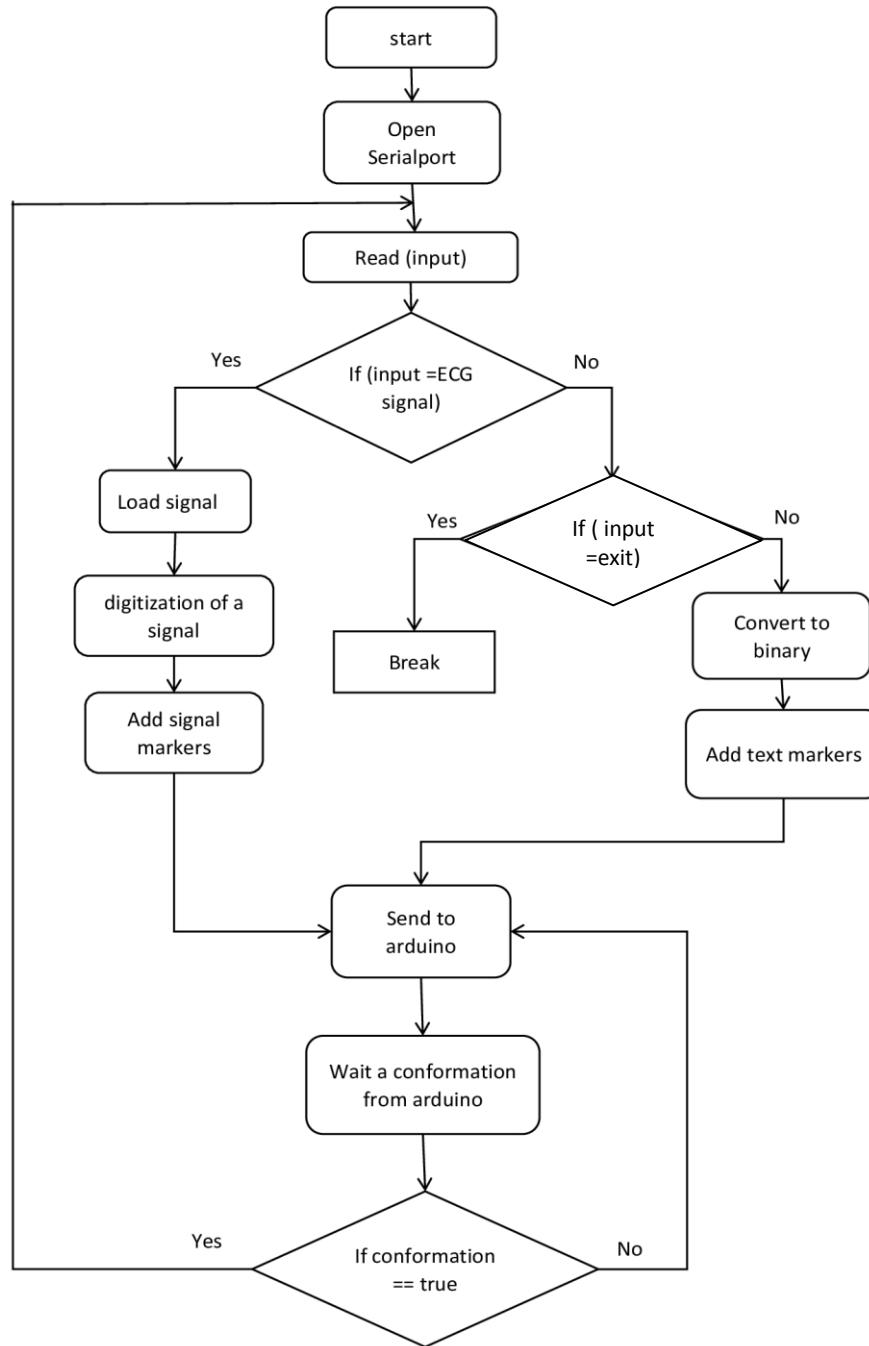 start
Open
Serialport
Read (input)
Yes
No
If (input =ECG
signal)
Load signal
Yes
No
If ( input
=exit)
digitization of a
signal
Convert to
binary
Break
Add signal
markers
Add text markers
Send to
arduino
Wait a conformation
from arduino
Yes
No
If conformation
== true